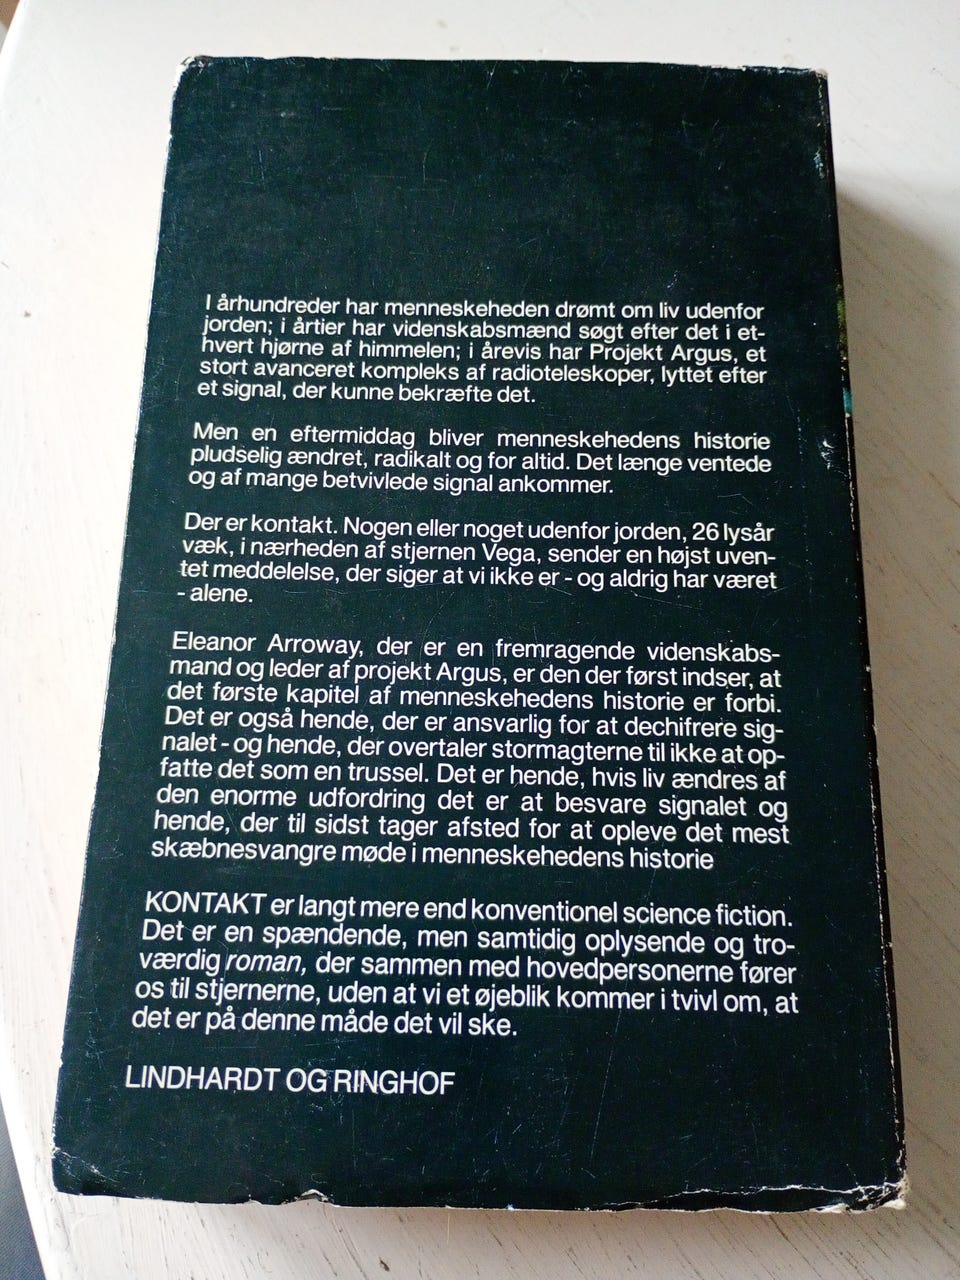 I århundreder har menneskeheden drømt om liv udenfor
jorden; i årtier har videnskabsmænd søgt efter det i et-
hvert hjørne af himmelen; i årevis har Projekt Argus, et
stort avanceret kompleks af radioteleskoper, lyttet efter
et signal, der kunne bekræfte det.
Men en eftermiddag bliver menneskehedens historie
pludselig ændret, radikalt og for altid. Det længe ventede
og af mange betvivlede signal ankommer.
Der er kontakt. Nogen eller noget udenfor jorden, 26 lysår
væk, i nærheden af stjernen Vega, sender en højst uven-
tet meddelelse, der siger at vi ikke er - og aldrig har været
- alene.
Eleanor Arroway, der er en fremragende videnskabs-
mand og leder af projekt Argus, er den der først indser, at
det første kapitel af menneskehedens historie er forbi.
Det er også hende, der er ansvarlig for at dechifrere sig-
nalet - og hende, der overtaler stormagterne til ikke at op-
fatte det som en trussel. Det er hende, hvis liv ændres af
den enorme udfordring det er at besvare signalet og
hende, der til sidst tager afsted for at opleve det mest
skæbnesvangre møde i menneskehedens historie
KONTAKT er langt mere end konventionel science fiction.
Det er en spændende, men samtidig oplysende og tro-
værdig roman, der sammen med hovedpersonerne fører
os til stjernerne, uden at vi et øjeblik kommer i tvivl om, at
det er på denne måde det vil ske.
LINDHARDT OG RINGHOF